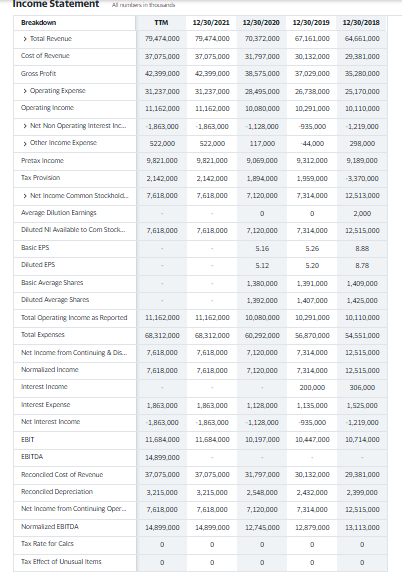 Income Statement All numbers in thousands
Breakdown TTM 12/30/2021 12/30/2020 12/30/2019 12/30/2018
> Total Revenue 79,474,000 79,474,000 70,372,000 67,161,000 64,661,000
Cost of Revenue 37,075,000 37,075,000 31,797,000 30,132,000 29,381,000
Gross Profit 42,399,000 42,399,000 38,575,000 37,029,000 35,280,000
> Operating Expense 31,237,000 31,237,000 28,495,000 26,738,000 25,170,000
Operating Income 11,162,000 11,162,000 10,080,000 10,291,000 10,110,000
> Net Non Operating Interest Inc... -1,863,000 -1,863,000 -1,128,000 -935,000 -1,219,000
> Other Income Expense 522,000 522,000 117,000 -44,000 298,000
Pretax Income 9,821,000 9,821,000 9,069,000 9,312,000 9,189,000
Tax Provision 2,142,000 2,142,000 1,894,000 1,959,000 -3,370,000
> Net Income Common Stockhold... 7,618,000 7,618,000 7,120,000 7,314,000 12,513,000
Average Dilution Earnings - - 0 0 2,000
Diluted NI Available to Com Stock... 7,618,000 7,618,000 7,120,000 7,314,000 12,515,000
Basic EPS - - 5.16 5.26 8.88
Diluted EPS - - 5.12 5.20 8.78
Basic Average Shares - - 1,380,000 1,391,000 1,409,000
Diluted Average Shares - - 1,392,000 1,407,000 1,425,000
Total Operating Income as Reported 11,162,000 11,162,000 10,080,000 10,291,000 10,110,000
Total Expenses 68,312,000 68,312,000 60,292,000 56,870,000 54,551,000
Net Income from Continuing & Dis... 7,618,000 7,618,000 7,120,000 7,314,000 12,515,000
Normalized Income 7,618,000 7,618,000 7,120,000 7,314,000 12,515,000
Interest Income - - - 200,000 306,000
Interest Expense 1,863,000 1,863,000 1,128,000 1,135,000 1,525,000
Net Interest Income -1,863,000 -1,863,000 -1,128,000 -935,000 -1,219,000
EBIT 11,684,000 11,684,000 10,197,000 10,447,000 10,714,000
EBITDA 14,899,000 - - - -
Reconciled Cost of Revenue 37,075,000 37,075,000 31,797,000 30,132,000 29,381,000
Reconciled Depreciation 3,215,000 3,215,000 2,548,000 2,432,000 2,399,000
Net Income from Continuing Oper... 7,618,000 7,618,000 7,120,000 7,314,000 12,515,000
Normalized EBITDA 14,899,000 14,899,000 12,745,000 12,879,000 13,113,000
Tax Rate for Calcs 0 0 0 0 0
Tax Effect of Unusual Items 0 0 0 0 0